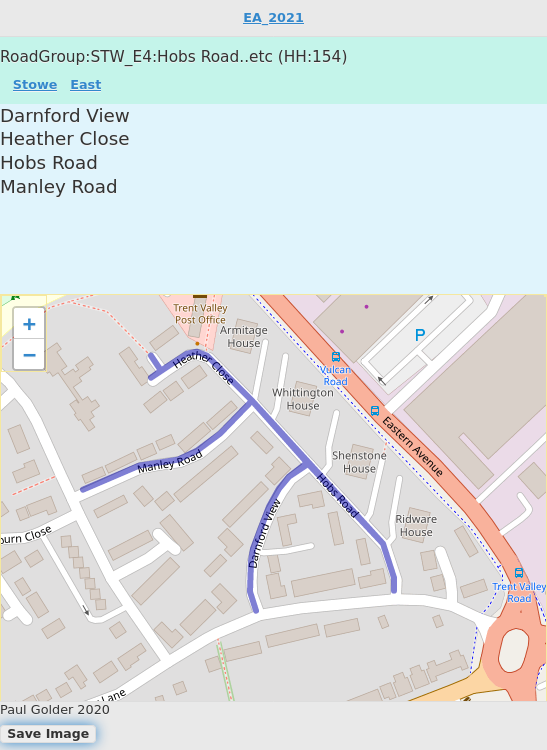 EA_2021
RoadGroup:STW_E4:Hobs Road..etc (HH:154)
Stowe East
Darnford View
Heather Close
Hobs Road
Manley Road
+
−
Trent Valley
Post Office
Armitage
House
P
Vulcan
Road
Heather Close
Whittington
House
Eastern Avenue
Manley Road
Shenstone
House
Hobs Road
Darnford View
Ridware
House
burn Close
Trent Valley
Road
Lane
Paul Golder 2020
Save Image